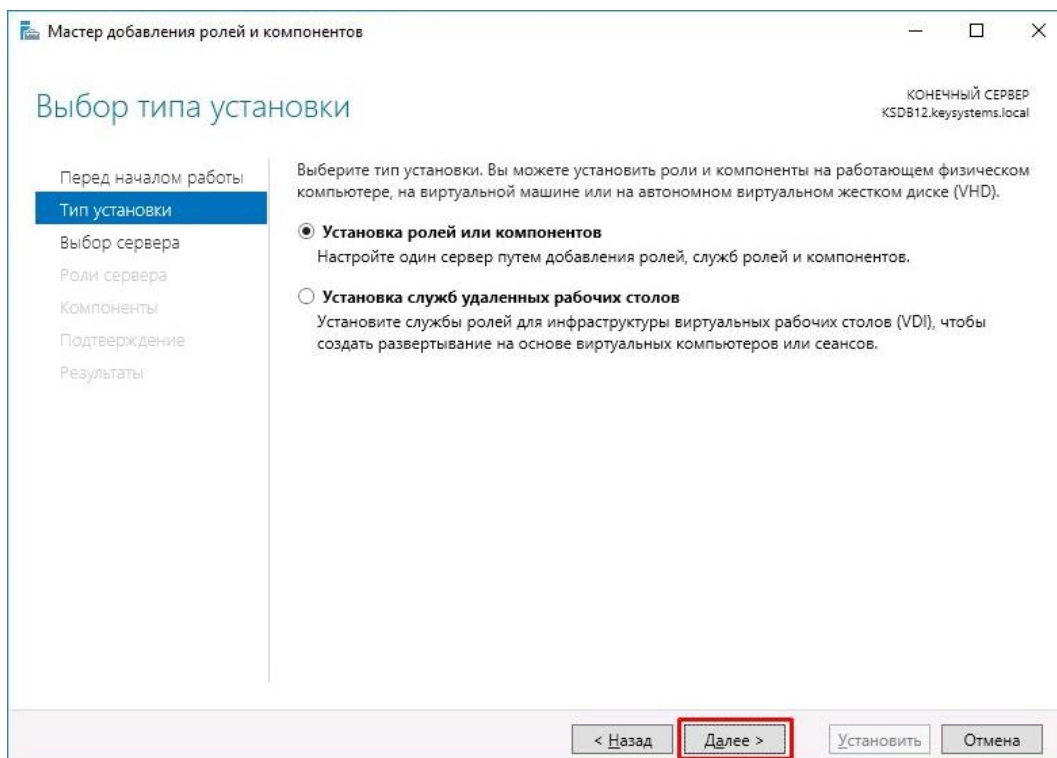 Мастер добавления ролей и компонентов
Выбор типа установки
КОНЕЧНЫЙ СЕРВЕР
KSDB12.keysystems.local
Перед началом работы
Тип установки
Выбор сервера
Роли сервера
Компоненты
Подтверждение
Результаты
Выберите тип установки. Вы можете установить роли и компоненты на работающем физическом
компьютере, на виртуальной машине или на автономном виртуальном жестком диске (VHD).
Установка ролей или компонентов
Настройте один сервер путем добавления ролей, служб ролей и компонентов.
Установка служб удаленных рабочих столов
Установите службы ролей для инфраструктуры виртуальных рабочих столов (VDI), чтобы
создать развертывание на основе виртуальных компьютеров или сеансов.
< Назад
Далее >
Установить
Отмена